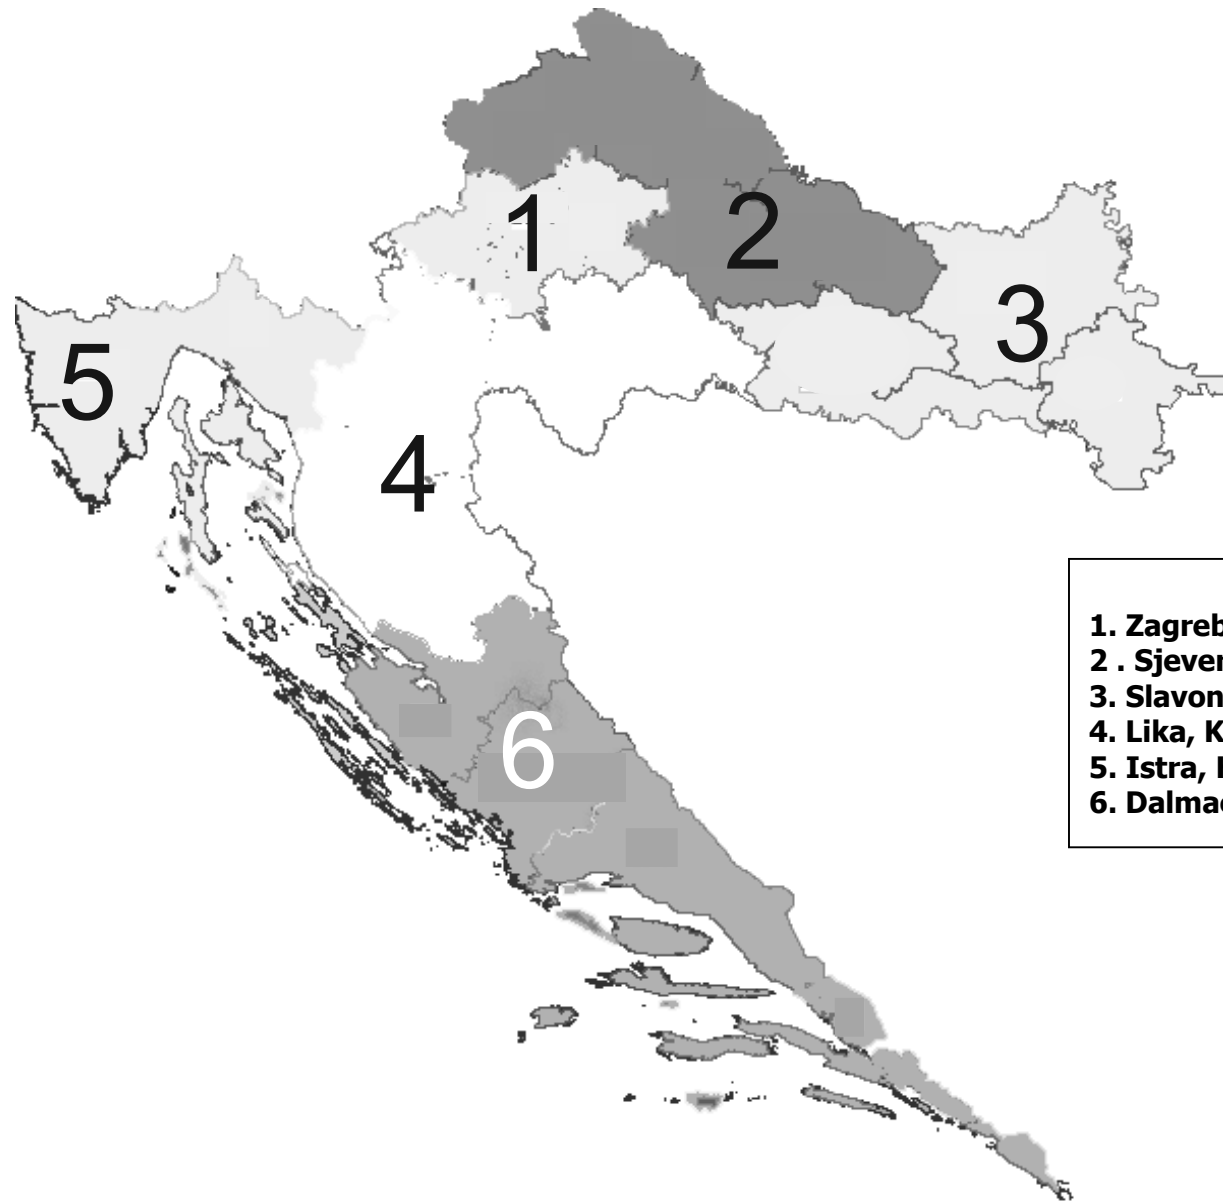 1
2
3
5
4
6
1. Zagreb
2 . Sjever
3. Slavon
4. Lika, K
5. Istra,
6. Dalmac